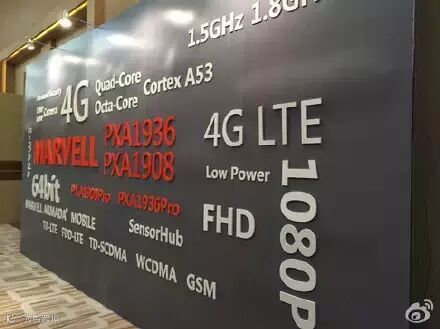 1.5GHz 1.8GHz
Quad-Core
4G
Octa-Core
Cortex A53
MARVELL
PXA1936
PXA1908
4G LTE
Low Power
64bit
PXA1908Pro PXA1936Pro
MARVELL ARMADA MOBILE
SensorHub
FHD
1080P
TD-LTE FDD-LTE TD-SCDMA WCDMA GSM